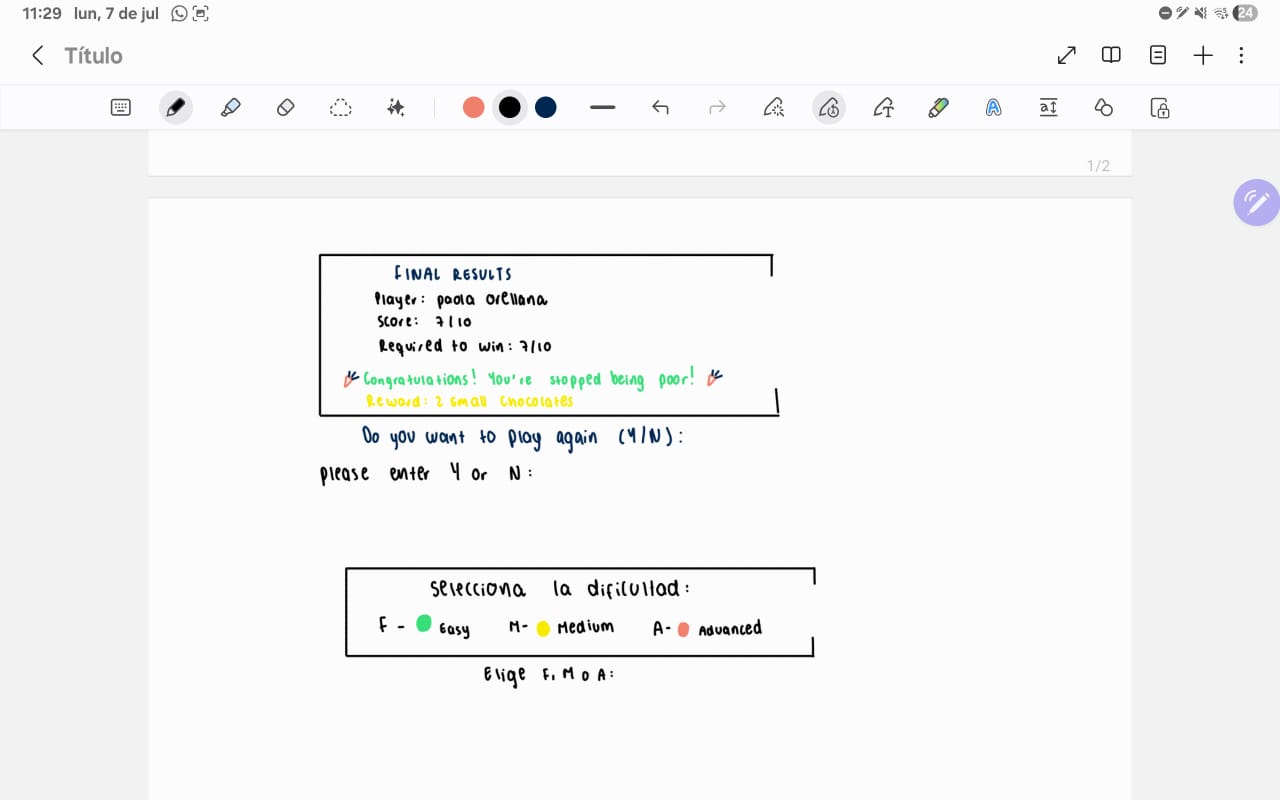 11:29 lun, 7 de jul
24
Título
1/2
FINAL RESULTS
Player: paola orellana
Score: 7/10
Required to win: 7/10
Congratulations! You're stopped being poor!
Reward: 2 small chocolates
Do you want to play again (Y/N):
please enter Y or N:
selecciona la dificultad:
F - Easy M- Medium A- Advanced
Elige F, M o A: